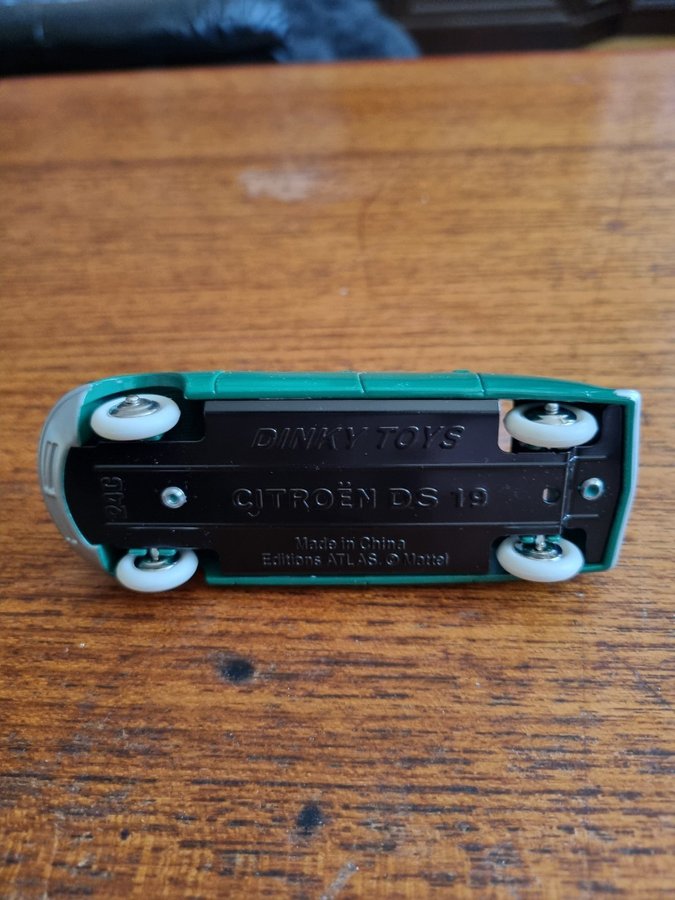 DINKY TOYS
24C
CITROËN DS 19
Made in China
Editions ATLAS. © Mattel